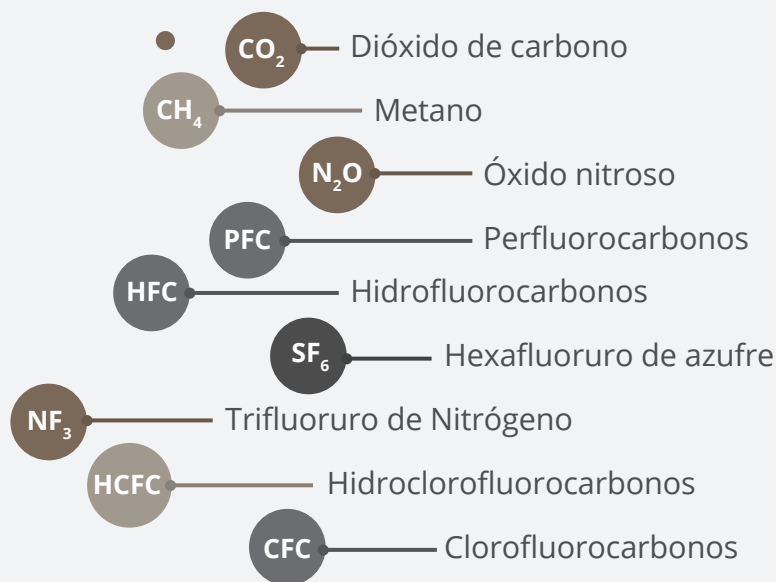 CO₂ Dióxido de carbono
CH₄ Metano
N₂O Óxido nitroso
PFC Perfluorocarbonos
HFC Hidrofluorocarbonos
SF₆ Hexafluoruro de azufre
NF₃ Trifluoruro de Nitrógeno
HCFC Hidroclorofluorocarbonos
CFC Clorofluorocarbonos